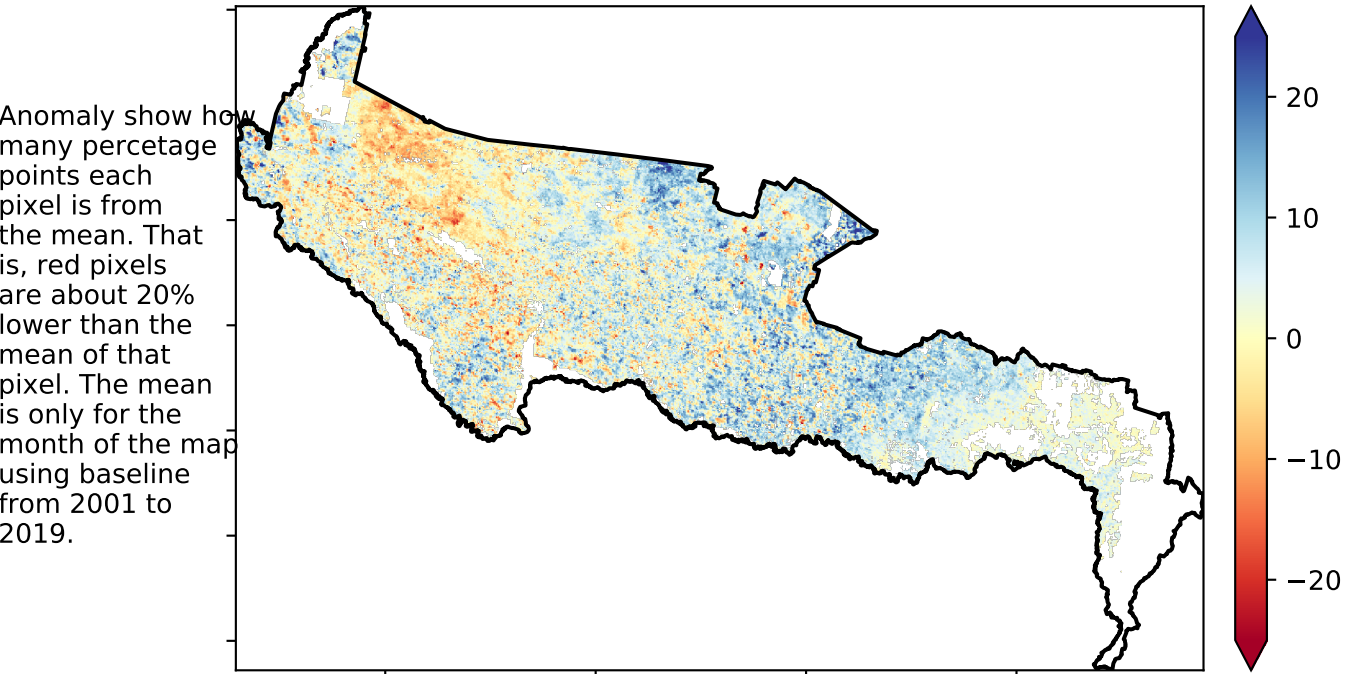 Anomaly show how
many percetage
points each
pixel is from
the mean. That
is, red pixels
are about 20%
lower than the
mean of that
pixel. The mean
is only for the
month of the map
using baseline
from 2001 to
2019.
20
10
0
−10
−20